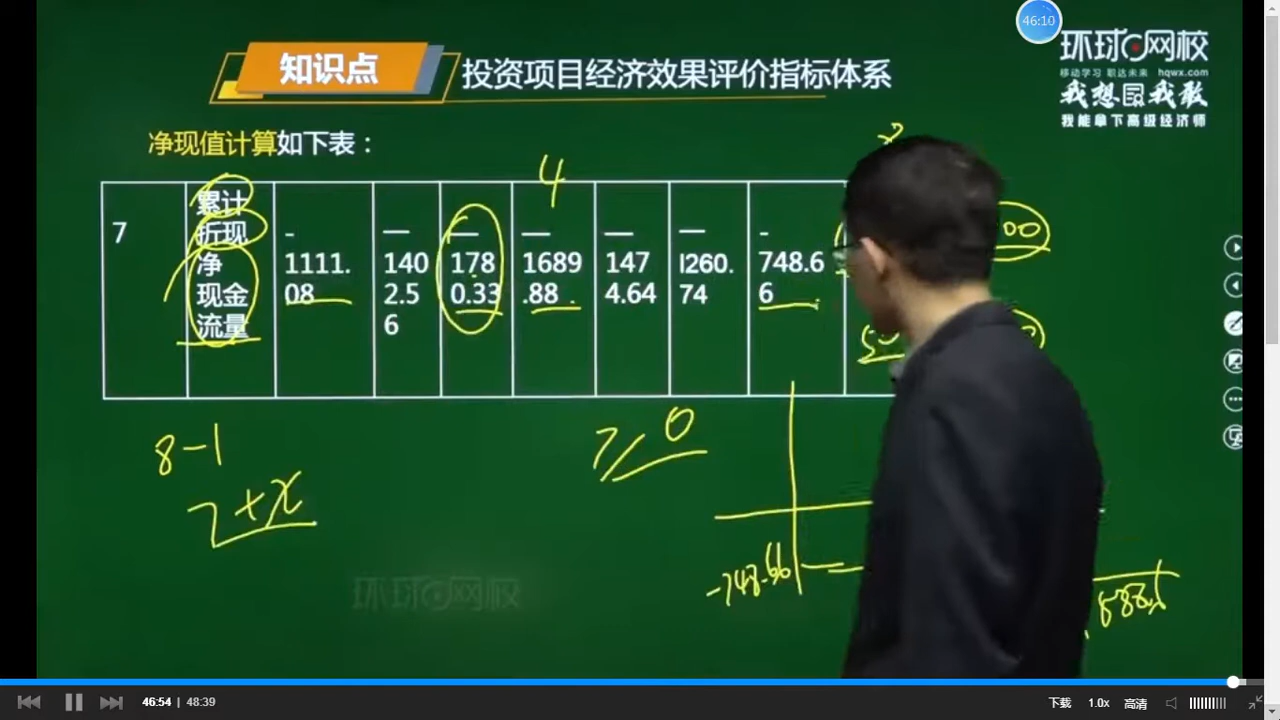 46:10
环球网校
移动学习 职达未来 hqwx.com
我想我敢
我能拿下高级经济师
知识点
投资项目经济效果评价指标体系
净现值计算如下表：
4
7
累计
折现
净
现金
流量
-
1111.
08
—
140
2.5
6
—
178
0.33
—
1689
.88
—
147
4.64
—
I260.
74
-
748.6
6
00
8-1
7+x
≥0
-748.66
环球网校
46:54 | 48:39
下载 1.0x 高清